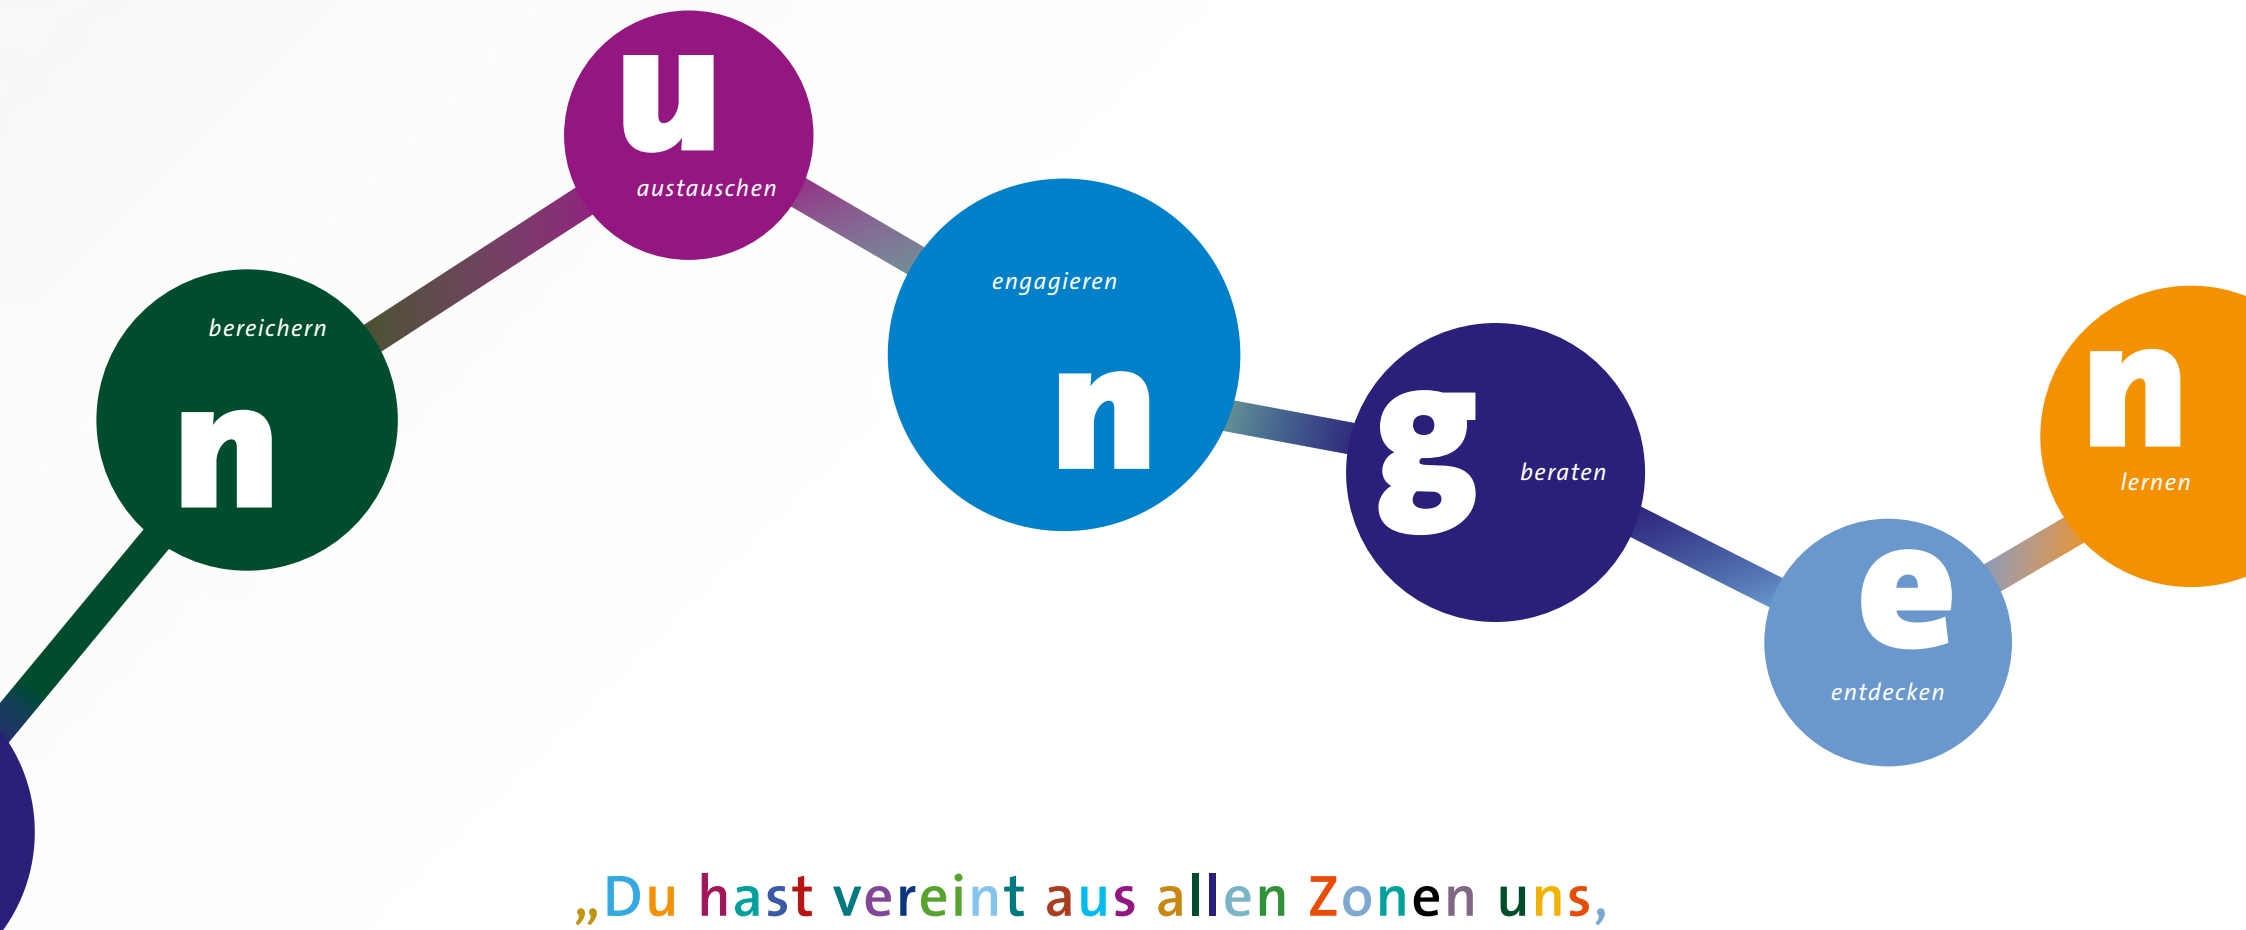 bereichern
n
u
austauschen
engagieren
n
g
beraten
e
entdecken
n
lernen
„Du hast vereint aus allen Zonen uns,